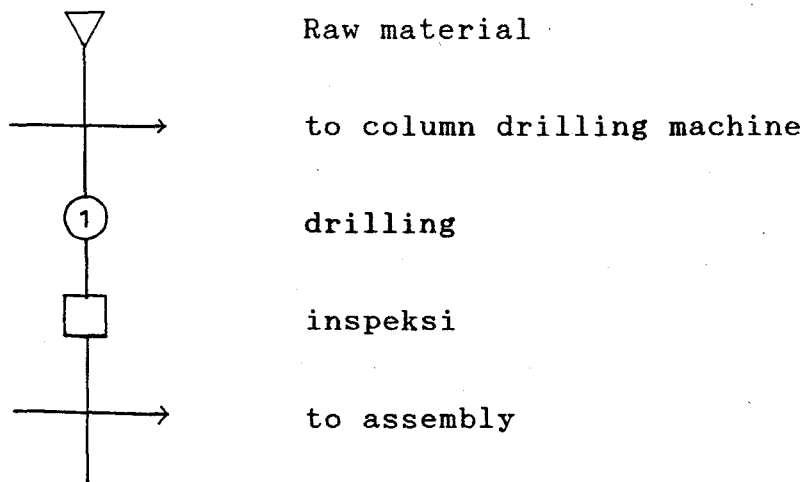 Raw material
to column drilling machine
1
drilling
inspeksi
to assembly